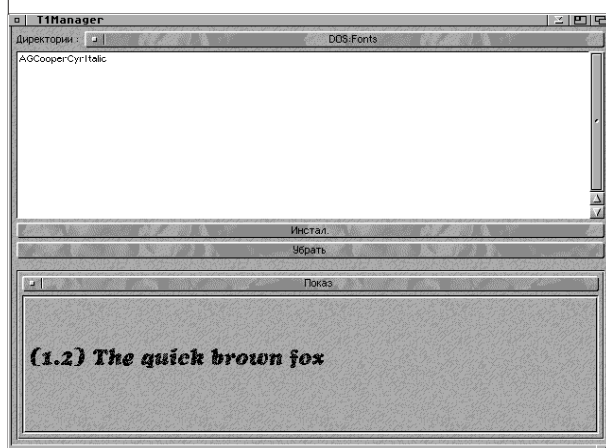 T1Manager
Директории : DOS:Fonts
AGCooperCyrItalic
Инстал.
Убрать
Показ
(1.2) The quick brown fox